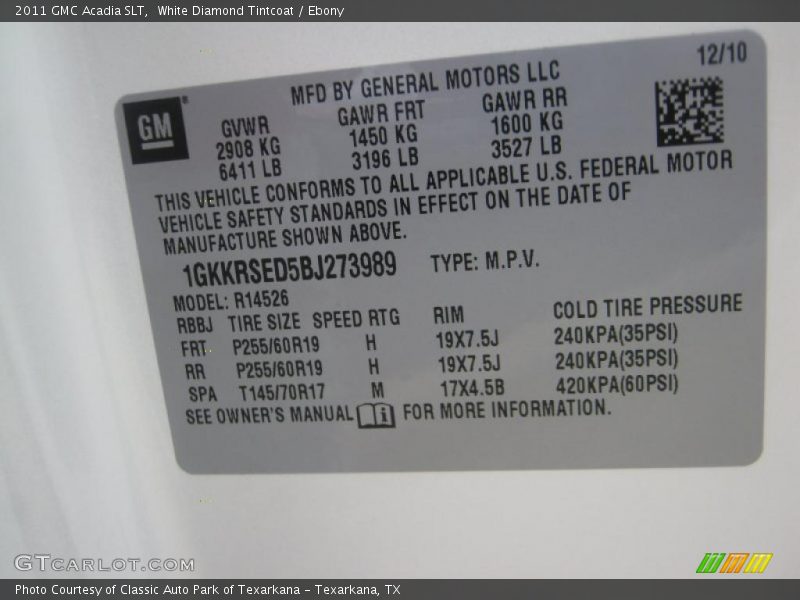 2011 GMC Acadia SLT, White Diamond Tintcoat / Ebony
12/10
MFD BY GENERAL MOTORS LLC
GM
GVWR GAWR FRT GAWR RR
2908 KG 1450 KG 1600 KG
6411 LB 3196 LB 3527 LB
THIS VEHICLE CONFORMS TO ALL APPLICABLE U.S. FEDERAL MOTOR
VEHICLE SAFETY STANDARDS IN EFFECT ON THE DATE OF
MANUFACTURE SHOWN ABOVE.
1GKKRSED5BJ273989 TYPE: M.P.V.
MODEL: R14526
RBBJ TIRE SIZE SPEED RTG RIM COLD TIRE PRESSURE
FRT P255/60R19 H 19X7.5J 240KPA(35PSI)
RR P255/60R19 H 19X7.5J 240KPA(35PSI)
SPA T145/70R17 M 17X4.5B 420KPA(60PSI)
SEE OWNER'S MANUAL FOR MORE INFORMATION.
GTCARLOT.COM
Photo Courtesy of Classic Auto Park of Texarkana - Texarkana, TX